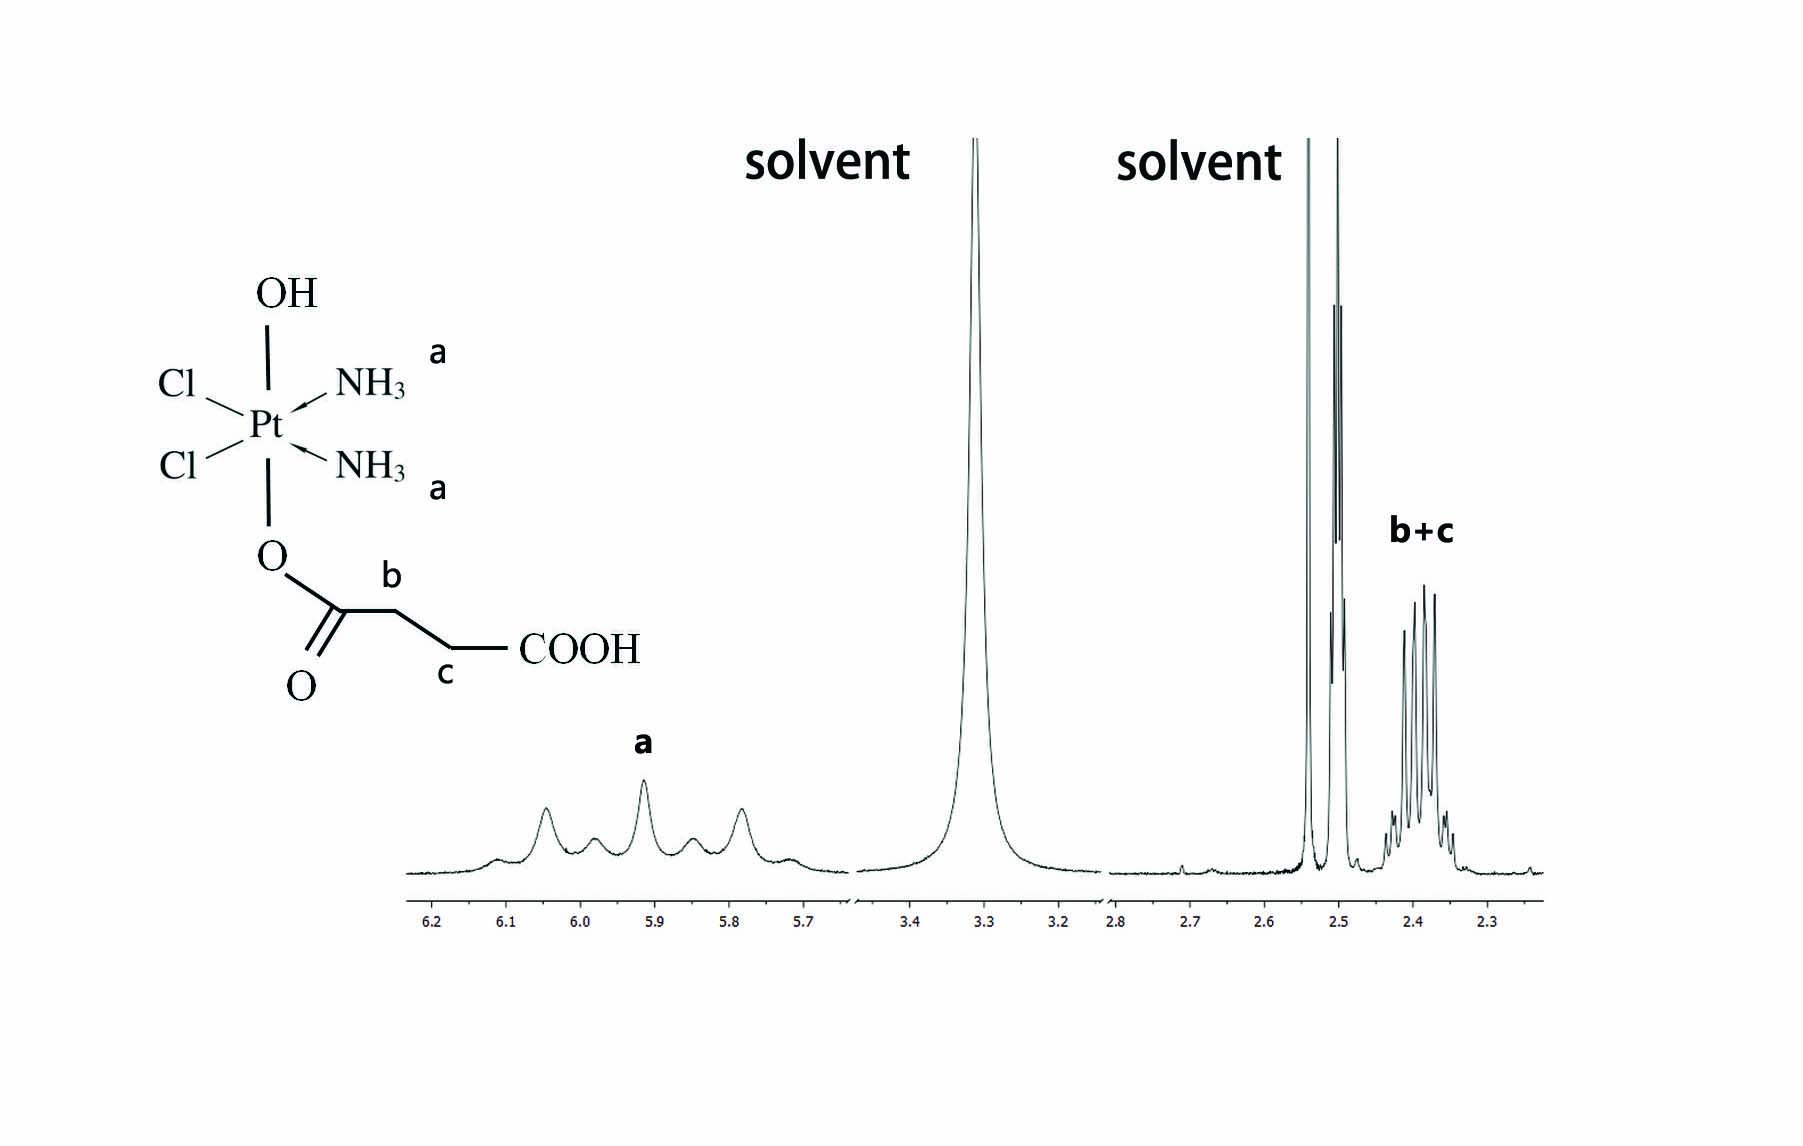 solvent
solvent
b+c
OH
a
Cl
NH₃
Pt
Cl
NH₃
a
O
b
COOH
c
O
a
6.2 6.1 6.0 5.9 5.8 5.7 3.4 3.3 3.2 2.8 2.7 2.6 2.5 2.4 2.3